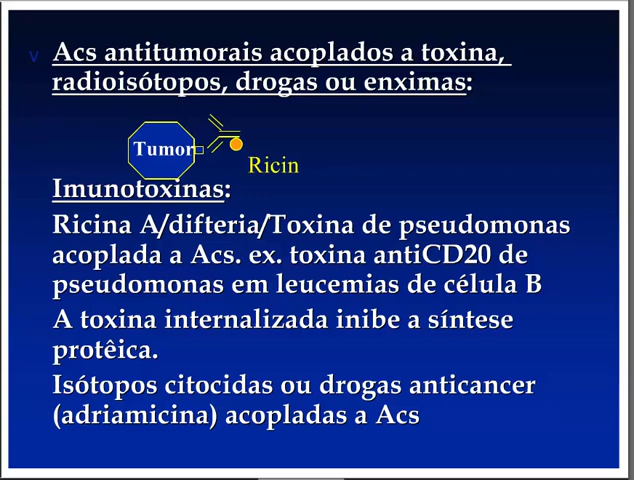 v Acs antitumorais acoplados a toxina,
radioisótopos, drogas ou enximas:
Tumor
Ricin
Imunotoxinas:
Ricina A/difteria/Toxina de pseudomonas
acoplada a Acs. ex. toxina antiCD20 de
pseudomonas em leucemias de célula B
A toxina internalizada inibe a síntese
protêica.
Isótopos citocidas ou drogas anticancer
(adriamicina) acopladas a Acs